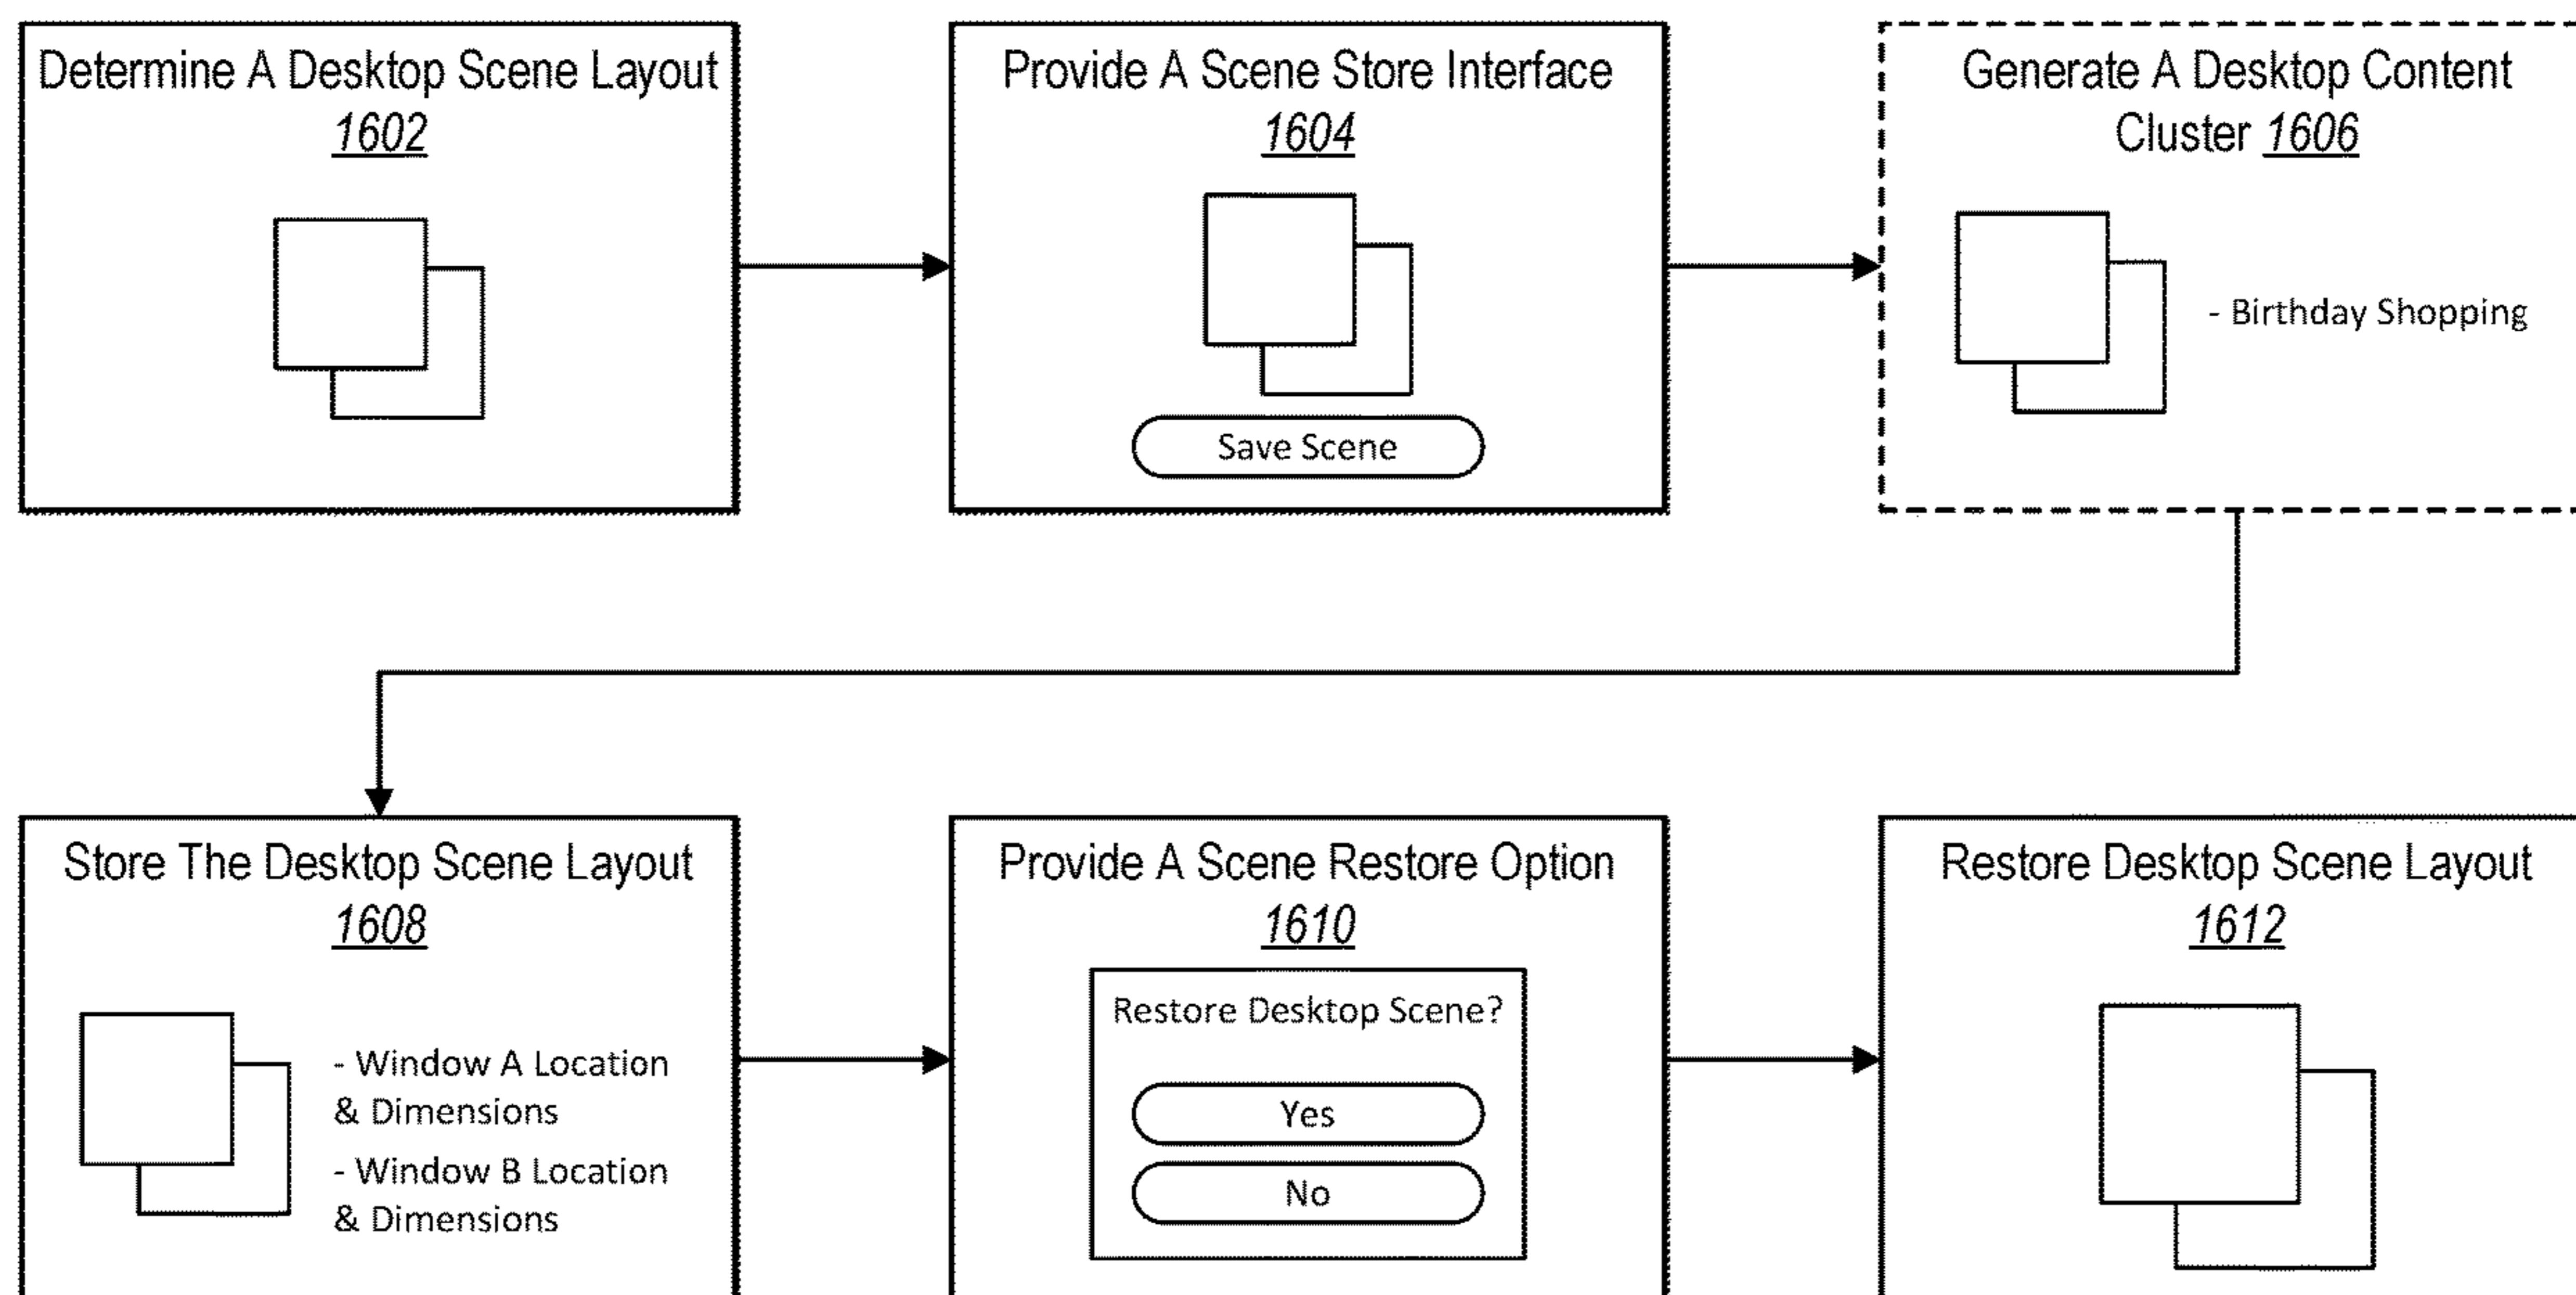 Determine A Desktop Scene Layout
1602
Provide A Scene Store Interface
1604
Save Scene
Generate A Desktop Content
Cluster 1606
- Birthday Shopping
Store The Desktop Scene Layout
1608
- Window A Location
& Dimensions
- Window B Location
& Dimensions
Provide A Scene Restore Option
1610
Restore Desktop Scene?
Yes
No
Restore Desktop Scene Layout
1612